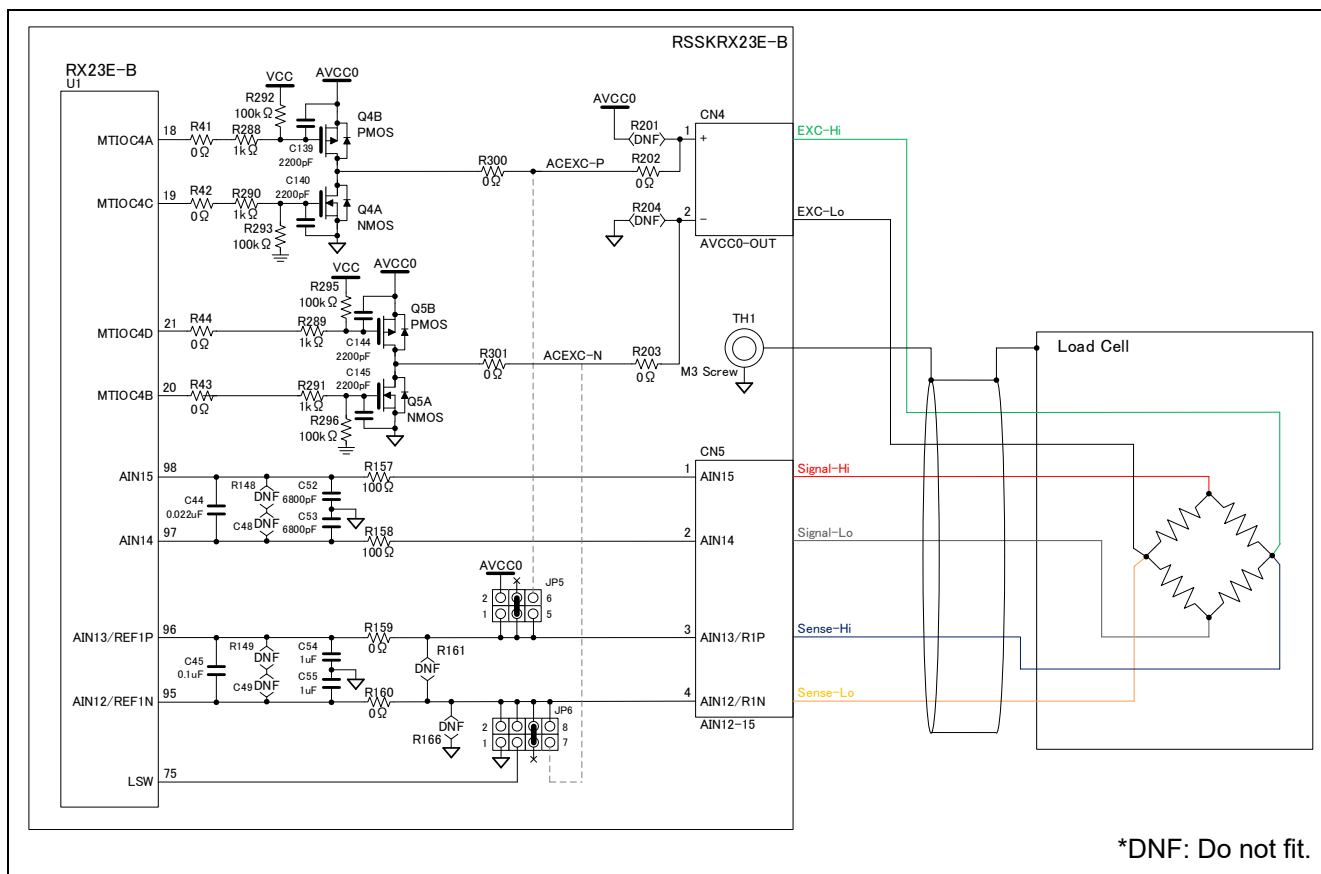 RSSKRX23E-B
RX23E-B
U1
VCC
AVCC0
R292
100kΩ
Q4B
PMOS
MTIOC4A
18
R41
0Ω
R288
1kΩ
C139
2200pF
C140
2200pF
MTIOC4C
19
R42
0Ω
R290
1kΩ
R293
100kΩ
Q4A
NMOS
R300
0Ω
ACEXC-P
AVCC0
R201
DNF
R202
0Ω
R204
DNF
CN4
1
+
2
−
AVCC0-OUT
EXC-Hi
EXC-Lo
VCC
AVCC0
R295
100kΩ
Q5B
PMOS
MTIOC4D
21
R44
0Ω
R289
1kΩ
C144
2200pF
C145
2200pF
MTIOC4B
20
R43
0Ω
R291
1kΩ
R296
100kΩ
Q5A
NMOS
R301
0Ω
ACEXC-N
R203
0Ω
TH1
M3 Screw
Load Cell
AIN15
98
R157
100Ω
C44
0.022uF
R148
DNF
C48
DNF
C52
6800pF
C53
6800pF
AIN14
97
R158
100Ω
CN5
1
AIN15
Signal-Hi
2
AIN14
Signal-Lo
AVCC0
JP5
2
6
1
5
AIN13/REF1P
96
R159
0Ω
R161
DNF
3
AIN13/R1P
Sense-Hi
C45
0.1uF
R149
DNF
C49
DNF
C54
1uF
C55
1uF
AIN12/REF1N
95
R160
0Ω
4
AIN12/R1N
Sense-Lo
AIN12-15
DNF
R166
JP6
2
8
1
7
LSW
75
*DNF: Do not fit.